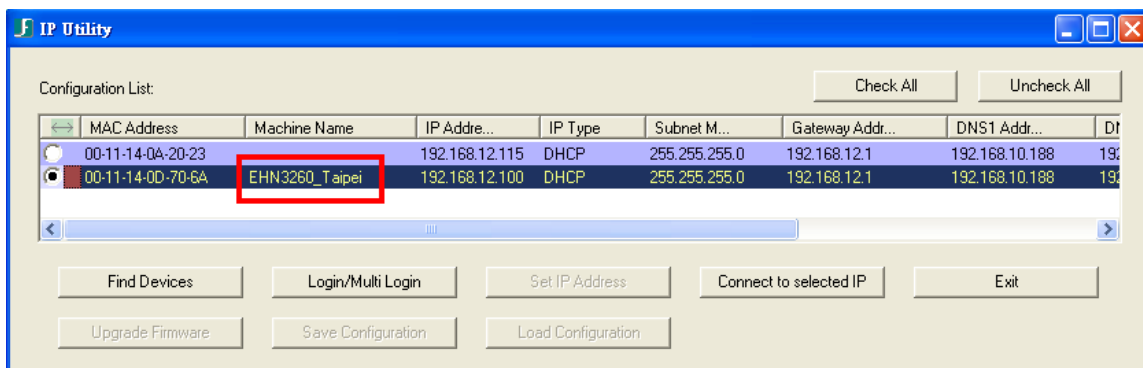 IP Utility
Configuration List:
Check All
Uncheck All
MAC Address Machine Name IP Addre... IP Type Subnet M... Gateway Addr... DNS1 Addr... DN
00-11-14-0A-20-23 192.168.12.115 DHCP 255.255.255.0 192.168.12.1 192.168.10.188 192
00-11-14-0D-70-6A EHN3260_Taipei 192.168.12.100 DHCP 255.255.255.0 192.168.12.1 192.168.10.188 192
Find Devices Login/Multi Login Set IP Address Connect to selected IP Exit
Upgrade Firmware Save Configuration Load Configuration